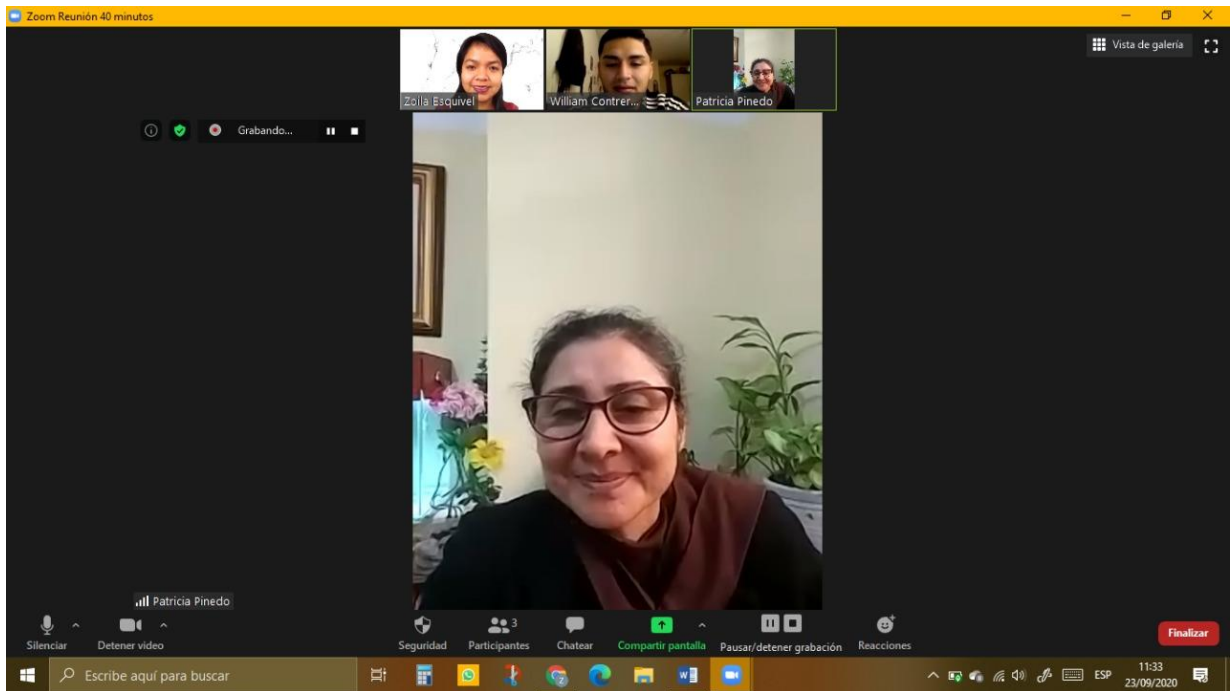 Zoom Reunión 40 minutos
Vista de galería
Zoila Esquivel
William Contrer...
Patricia Pinedo
Grabando...
Patricia Pinedo
3
Silenciar
Detener video
Seguridad
Participantes
Chatear
Compartir pantalla
Pausar/detener grabación
Reacciones
Finalizar
Escribe aquí para buscar
ESP
11:33
23/09/2020